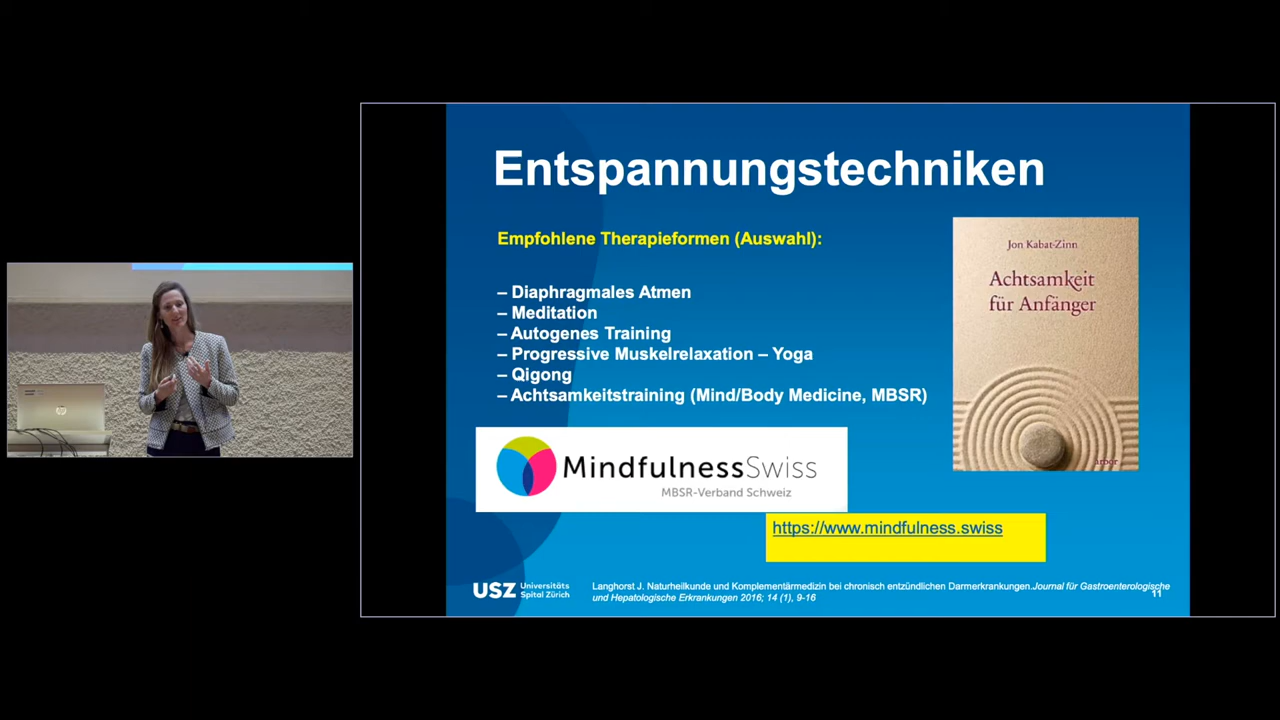 Entspannungstechniken
Empfohlene Therapieformen (Auswahl):
– Diaphragmales Atmen
– Meditation
– Autogenes Training
– Progressive Muskelrelaxation – Yoga
– Qigong
– Achtsamkeitstraining (Mind/Body Medicine, MBSR)
Jon Kabat-Zinn
Achtsamkeit
für Anfänger
arbor
MindfulnessSwiss
MBSR-Verband Schweiz
https://www.mindfulness.swiss
USZ Universitäts
Spital Zürich
Langhorst J. Naturheilkunde und Komplementärmedizin bei chronisch entzündlichen Darmerkrankungen.Journal für Gastroenterologische
und Hepatologische Erkrankungen 2016; 14 (1), 9-16
11